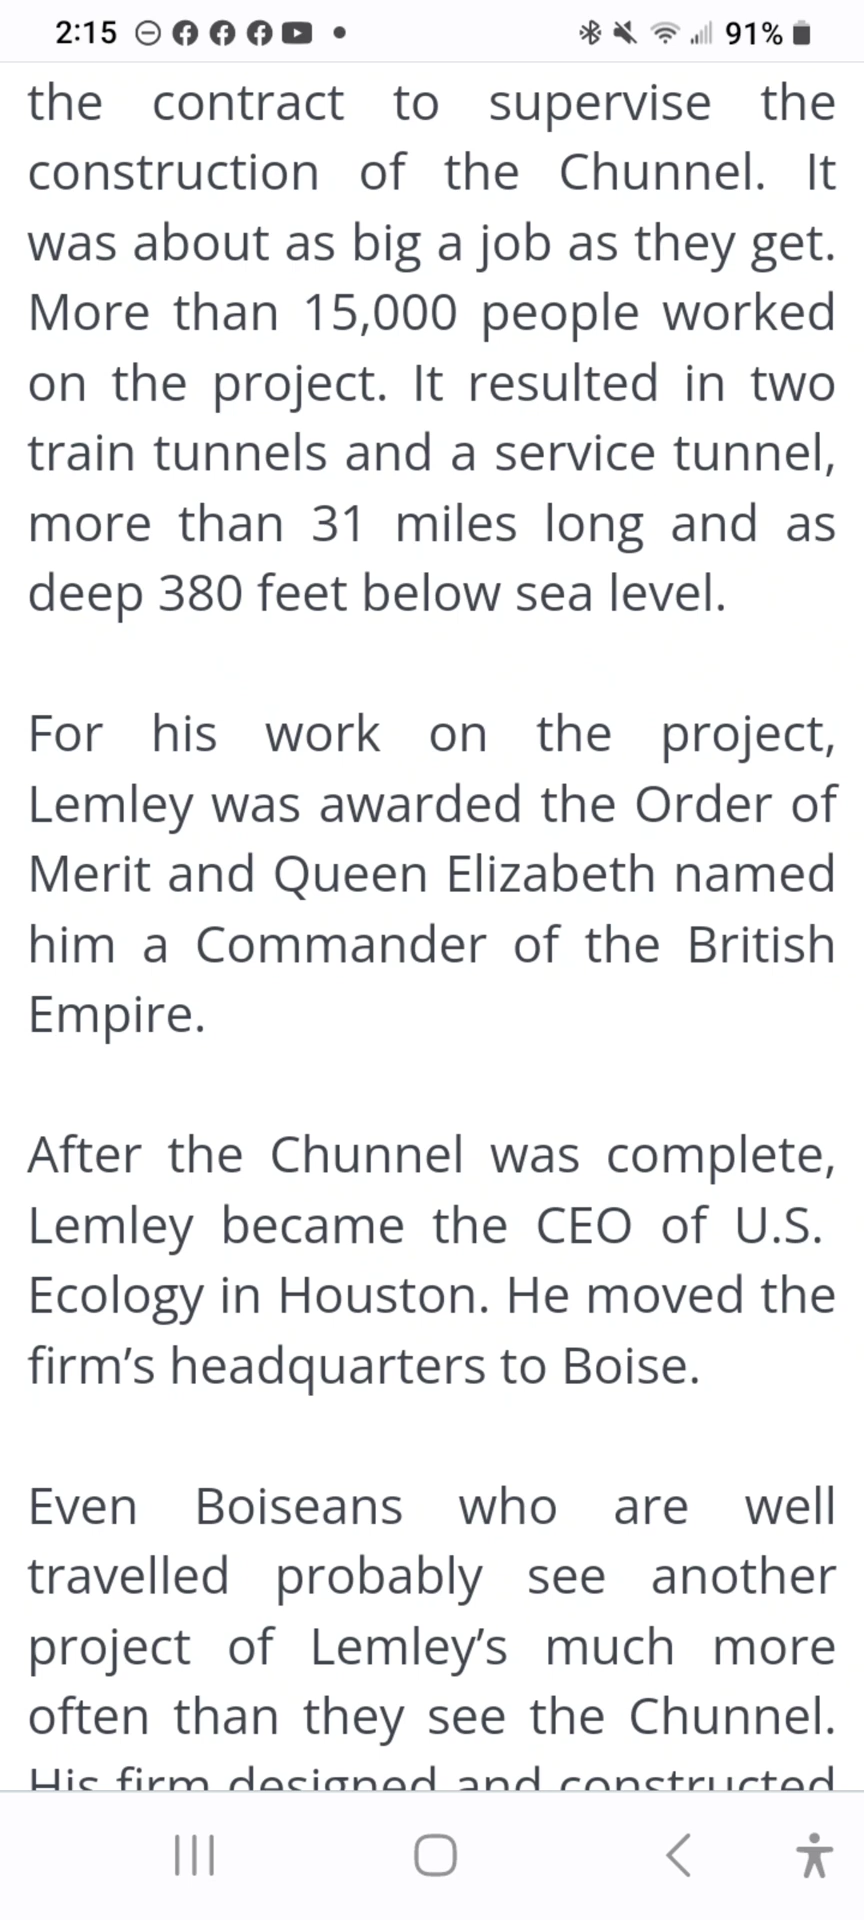 2:15 91%
the contract to supervise the
construction of the Chunnel. It
was about as big a job as they get.
More than 15,000 people worked
on the project. It resulted in two
train tunnels and a service tunnel,
more than 31 miles long and as
deep 380 feet below sea level.
For his work on the project,
Lemley was awarded the Order of
Merit and Queen Elizabeth named
him a Commander of the British
Empire.
After the Chunnel was complete,
Lemley became the CEO of U.S.
Ecology in Houston. He moved the
firm’s headquarters to Boise.
Even Boiseans who are well
travelled probably see another
project of Lemley’s much more
often than they see the Chunnel.
His firm designed and constructed